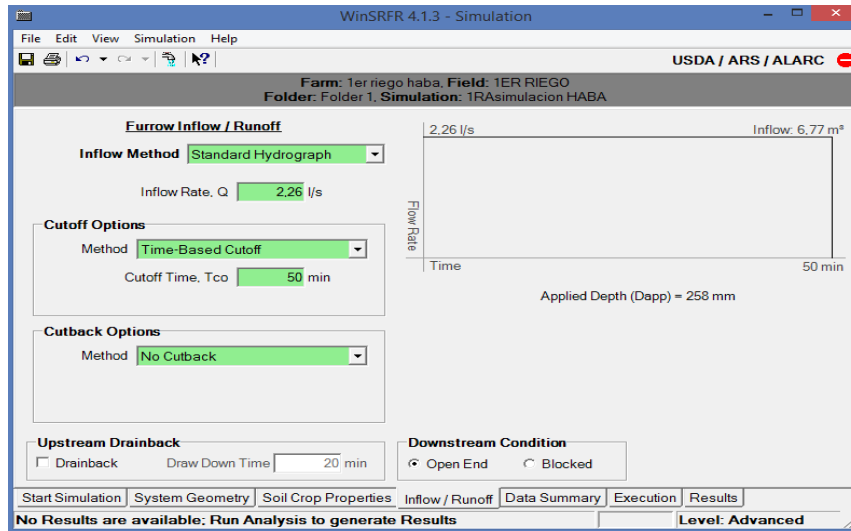 WinSRFR 4.1.3 - Simulation
File Edit View Simulation Help
USDA / ARS / ALARC
Farm: 1er riego haba, Field: 1ER RIEGO
Folder: Folder 1, Simulation: 1RAsimulacion HABA
Furrow Inflow / Runoff
Inflow Method Standard Hydrograph
Inflow Rate, Q 2,26 l/s
Cutoff Options
Method Time-Based Cutoff
Cutoff Time, Tco 50 min
Cutback Options
Method No Cutback
Upstream Drainback
Drainback Draw Down Time 20 min
2,26 l/s Inflow: 6,77 m³
Flow Rate
Time 50 min
Applied Depth (Dapp) = 258 mm
Downstream Condition
Open End Blocked
Start Simulation System Geometry Soil Crop Properties Inflow / Runoff Data Summary Execution Results
No Results are available; Run Analysis to generate Results Level: Advanced